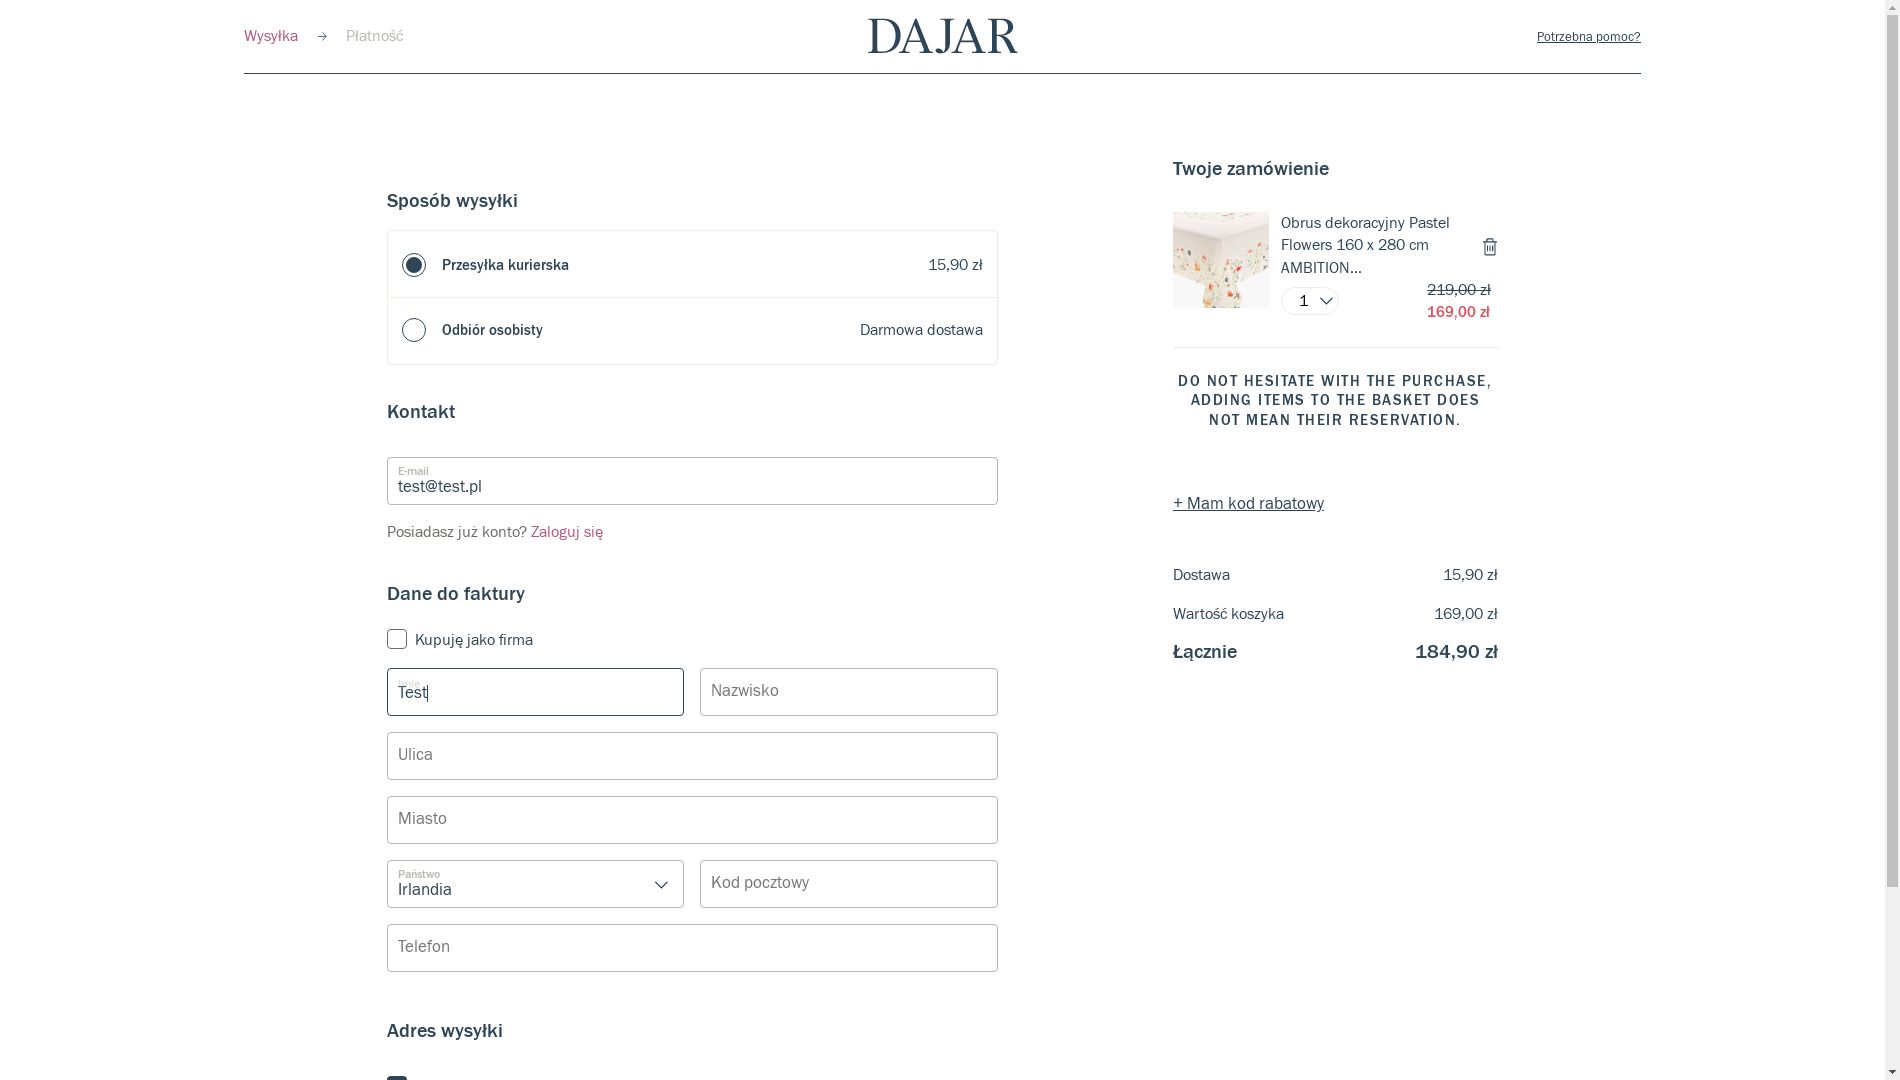 Wysyłka
Płatność
DAJAR
Potrzebna pomoc?
Sposób wysyłki
Przesyłka kurierska
15,90 zł
Odbiór osobisty
Darmowa dostawa
Kontakt
E-mail
test@test.pl
Posiadasz już konto? Zaloguj się
Dane do faktury
Kupuję jako firma
Imię
Test
Nazwisko
Ulica
Miasto
Państwo
Irlandia
Kod pocztowy
Telefon
Adres wysyłki
Twoje zamówienie
Obrus dekoracyjny Pastel
Flowers 160 x 280 cm
AMBITION...
1
219,00 zł
169,00 zł
DO NOT HESITATE WITH THE PURCHASE,
ADDING ITEMS TO THE BASKET DOES
NOT MEAN THEIR RESERVATION.
+ Mam kod rabatowy
Dostawa
15,90 zł
Wartość koszyka
169,00 zł
Łącznie
184,90 zł